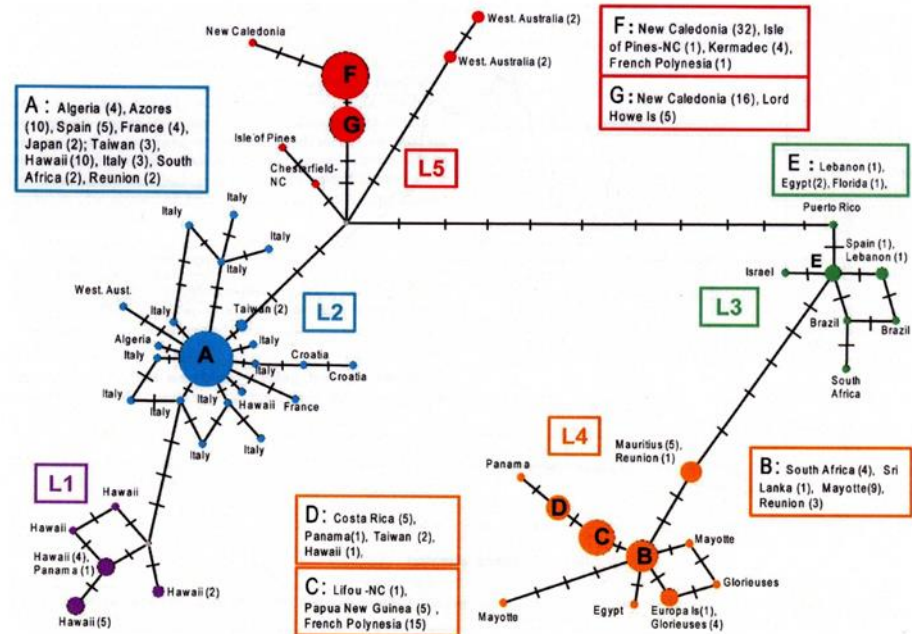 New Caledonia
West. Australia (2)
West. Australia (2)
F
G
Isle of Pines
Chesterfield-
NC
L5
F: New Caledonia (32), Isle
of Pines-NC (1), Kermadec (4),
French Polynesia (1)
G: New Caledonia (16), Lord
Howe Is (5)
A: Algeria (4), Azores
(10), Spain (5), France (4),
Japan (2); Taiwan (3)
Hawaii (10), Italy (3), South
Africa (2), Reunion (2)
E: Lebanon (1),
Egypt(2), Florida (1),
Puerto Rico
Spain (1),
Lebanon (1)
E
Israel
L3
Brazil
Brazil
South
Africa
Italy
Italy
Italy
Italy
West. Aust.
Taiwan (2)
L2
Italy
Algeria
Italy
A
Italy
Italy
Croatia
Croatia
Italy
Hawaii
France
Italy
Italy
Italy
Italy
L1
Hawaii
Hawaii
Hawaii(4),
Panama (1)
Hawaii (5)
Hawaii (2)
L4
Mauritius (5),
Reunion (1)
Panama
D
C
B
Mayotte
Glorieuses
Mayotte
Egypt
Europa Is(1),
Glorieuses (4)
B: South Africa (4), Sri
Lanka (1), Mayotte(9),
Reunion (3)
D: Costa Rica (5),
Panama(1), Taiwan (2),
Hawaii (1),
C: Lifou -NC (1),
Papua New Guinea (5) ,
French Polynesia (15)